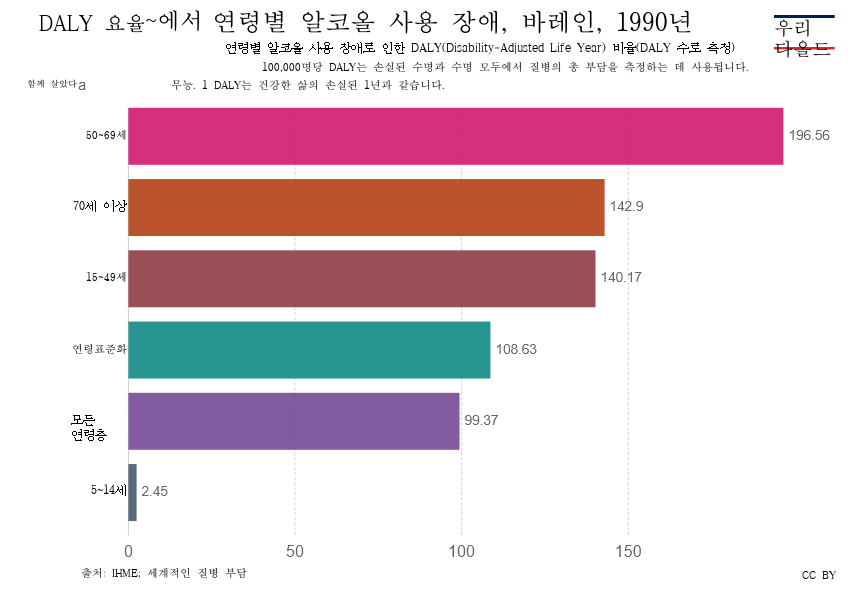 DALY 요율~에서 연령별 알코올 사용 장애, 바레인, 1990년
우리
다올드
연령별 알코올 사용 장애로 인한 DALY(Disability-Adjusted Life Year) 비율(DALY 수로 측정)
100,000명당 DALY는 손실된 수명과 수명 모두에서 질병의 총 부담을 측정하는 데 사용됩니다.
함께 살았다a 무능. 1 DALY는 건강한 삶의 손실된 1년과 같습니다.
50~69세 196.56
70세 이상 142.9
15~49세 140.17
연령표준화 108.63
모든
연령층 99.37
5~14세 2.45
0 50 100 150
출처: IHME; 세계적인 질병 부담
CC BY